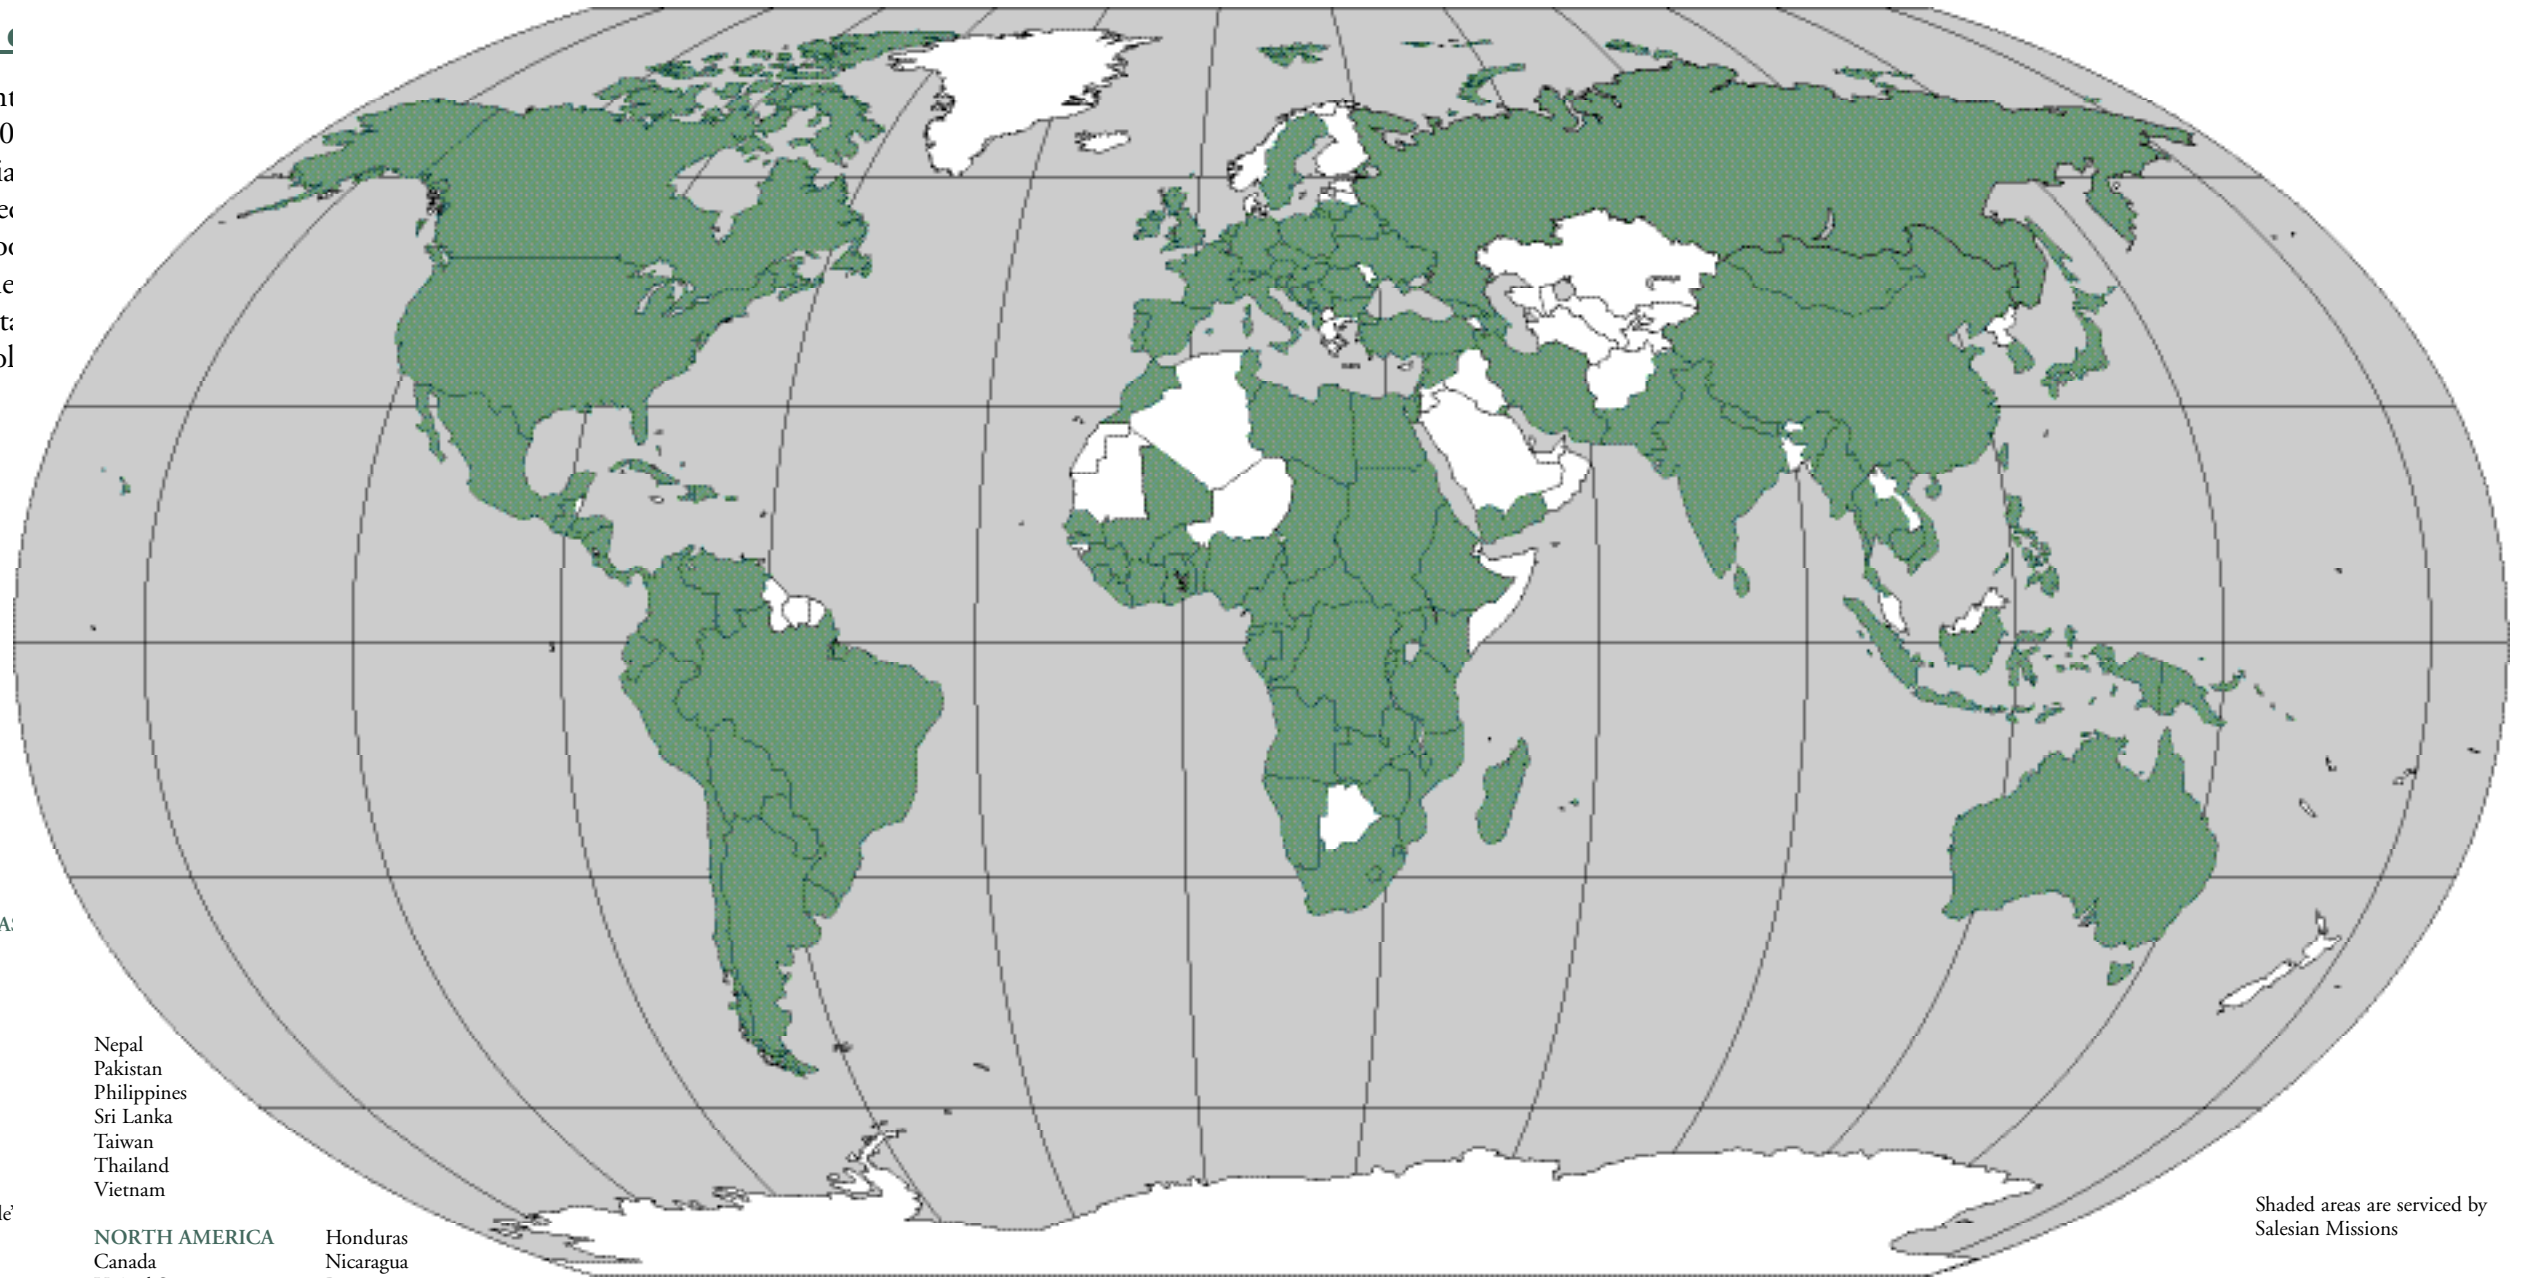 Nepal
Pakistan
Philippines
Sri Lanka
Taiwan
Thailand
Vietnam
NORTH AMERICA
Canada
Honduras
Nicaragua
Shaded areas are serviced by
Salesian Missions